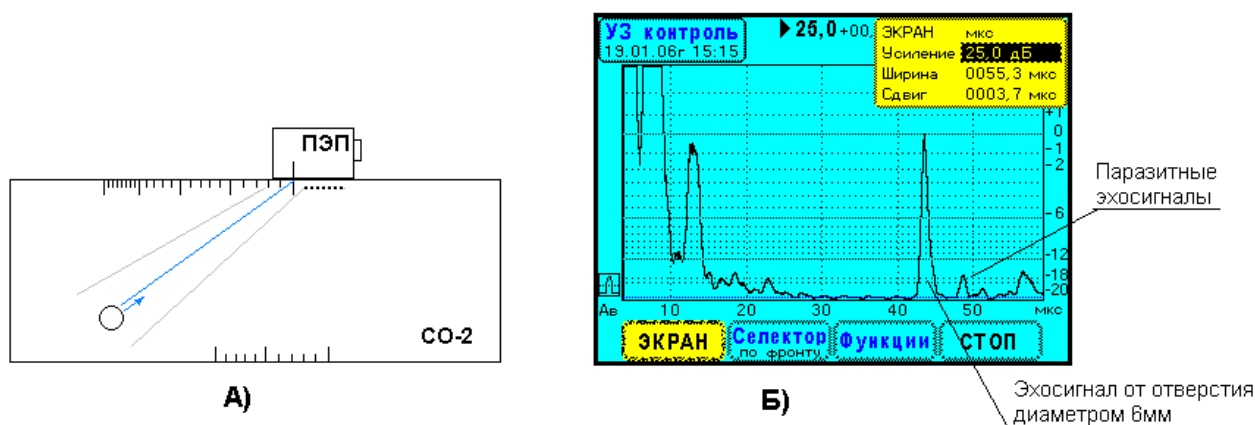 ПЭП
СО-2
А)
УЗ контроль
19.01.06г 15:15
25,0+00,
ЭКРАН мкс
Усиление 25,0 дБ
Ширина 0055,3 мкс
Сдвиг 0003,7 мкс
+1
0
-1
-2
-6
-12
-18
-20
Ав 10 20 30 40 50 мкс
ЭКРАН
Селектор
по фронту
Функции
СТОП
Б)
Паразитные
эхосигналы
Эхосигнал от отверстия
диаметром 6мм